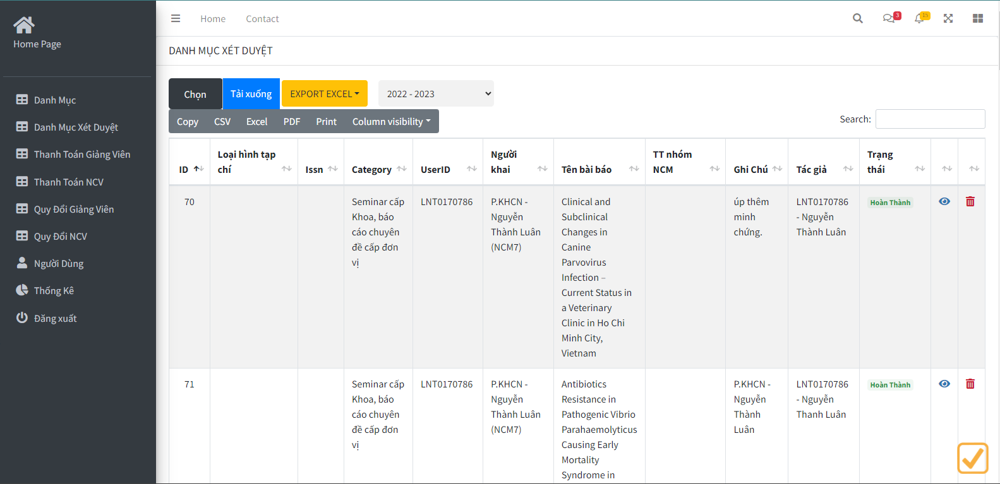 Home Page
Danh Mục
Danh Mục Xét Duyệt
Thanh Toán Giảng Viên
Thanh Toán NCV
Quy Đổi Giảng Viên
Quy Đổi NCV
Người Dùng
Thống Kê
Đăng xuất
Home Contact 3 15
DANH MỤC XÉT DUYỆT
Chọn Tải xuống EXPORT EXCEL 2022 - 2023
Copy CSV Excel PDF Print Column visibility Search:
Loại hình tạp Người TT nhóm Trạng
ID chí Issn Category UserID khai Tên bài báo NCM Ghi Chú Tác giả thái
70 Seminar cấp LNT0170786 P.KHCN - Clinical and úp thêm LNT0170786 Hoàn Thành
Khoa, báo Nguyễn Subclinical minh - Nguyễn
cáo chuyên Thành Luân Changes in chứng. Thành Luân
đề cấp đơn (NCM7) Canine
vị Parvovirus
Infection –
Current Status in
a Veterinary
Clinic in Ho Chi
Minh City,
Vietnam
71 Seminar cấp LNT0170786 P.KHCN - Antibiotics P.KHCN - LNT0170786 Hoàn Thành
Khoa, báo Nguyễn Resistance in Nguyễn - Nguyễn
cáo chuyên Thành Luân Pathogenic Vibrio Thành Thanh Luân
đề cấp đơn (NCM7) Parahaemolyticus Luân
vị Causing Early
Mortality
Syndrome in